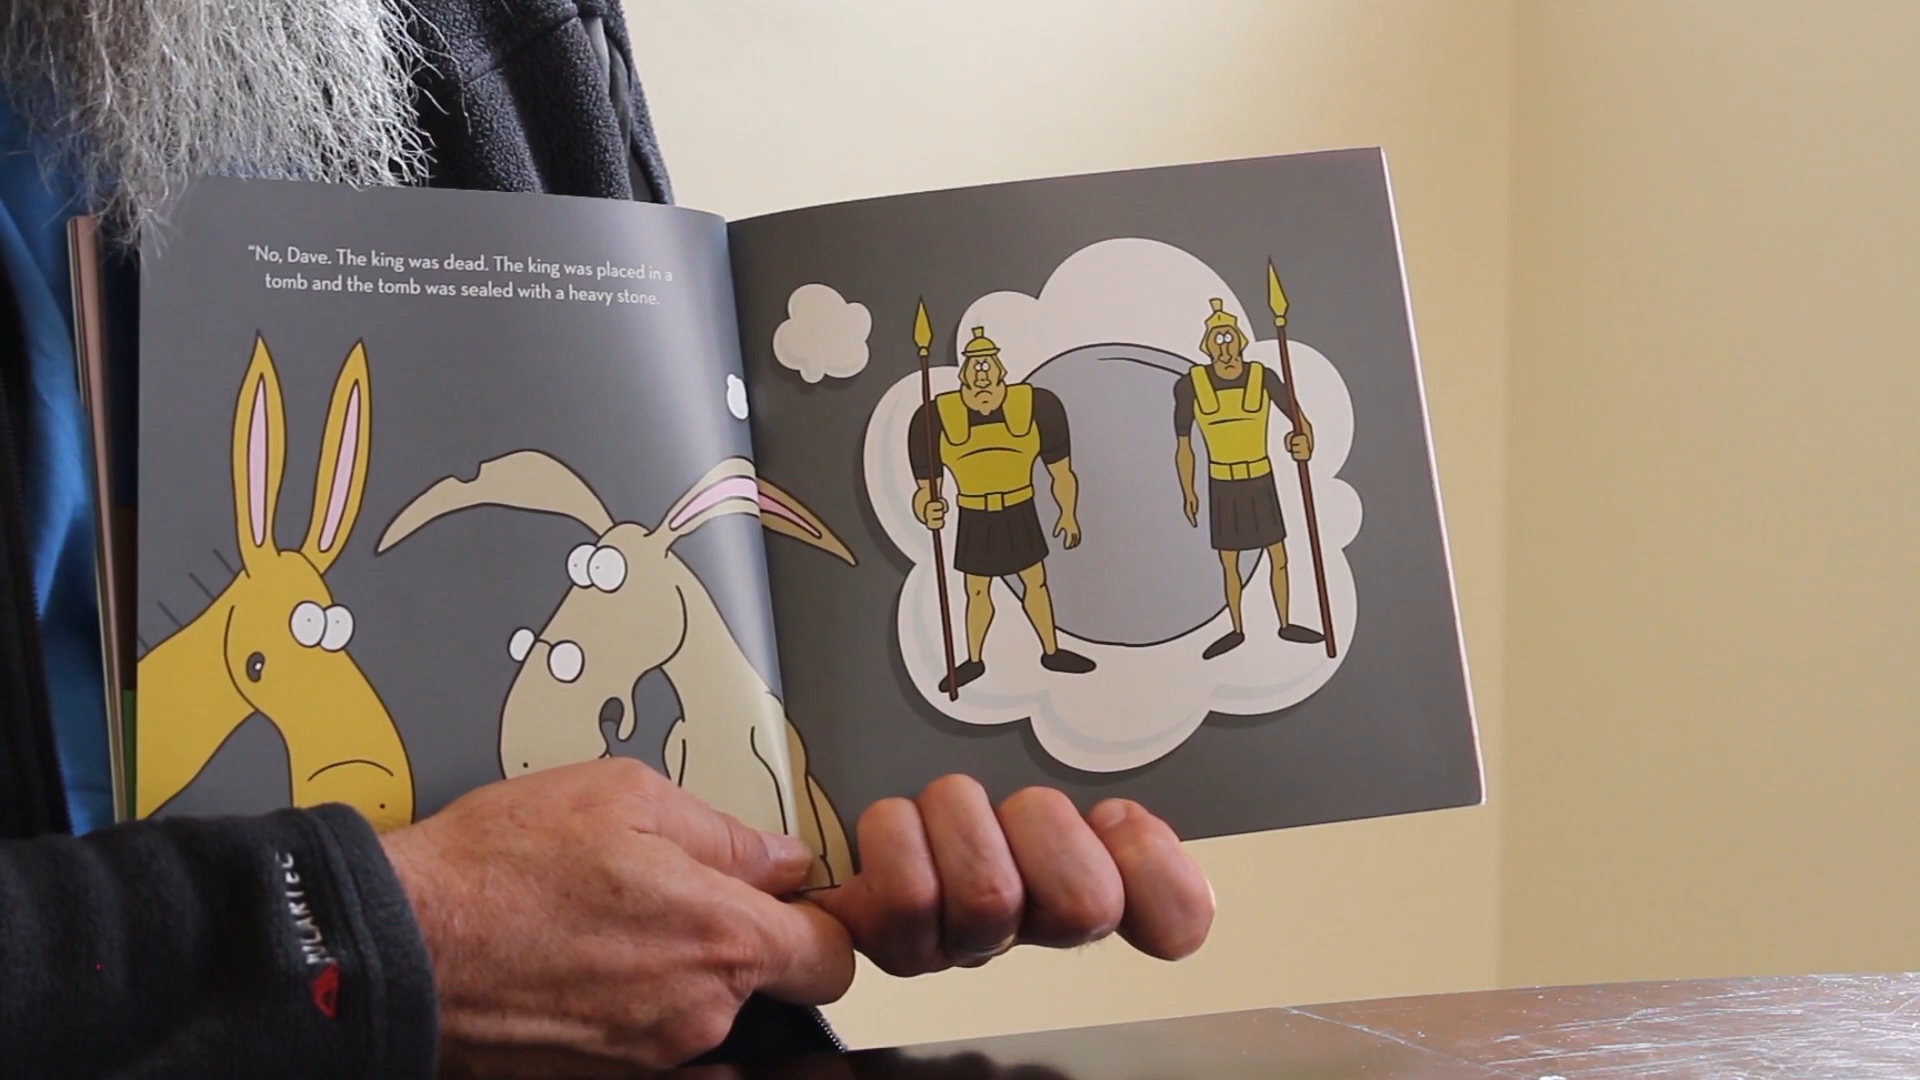 “No, Dave. The king was dead. The king was placed in a
tomb and the tomb was sealed with a heavy stone.
MARTEC